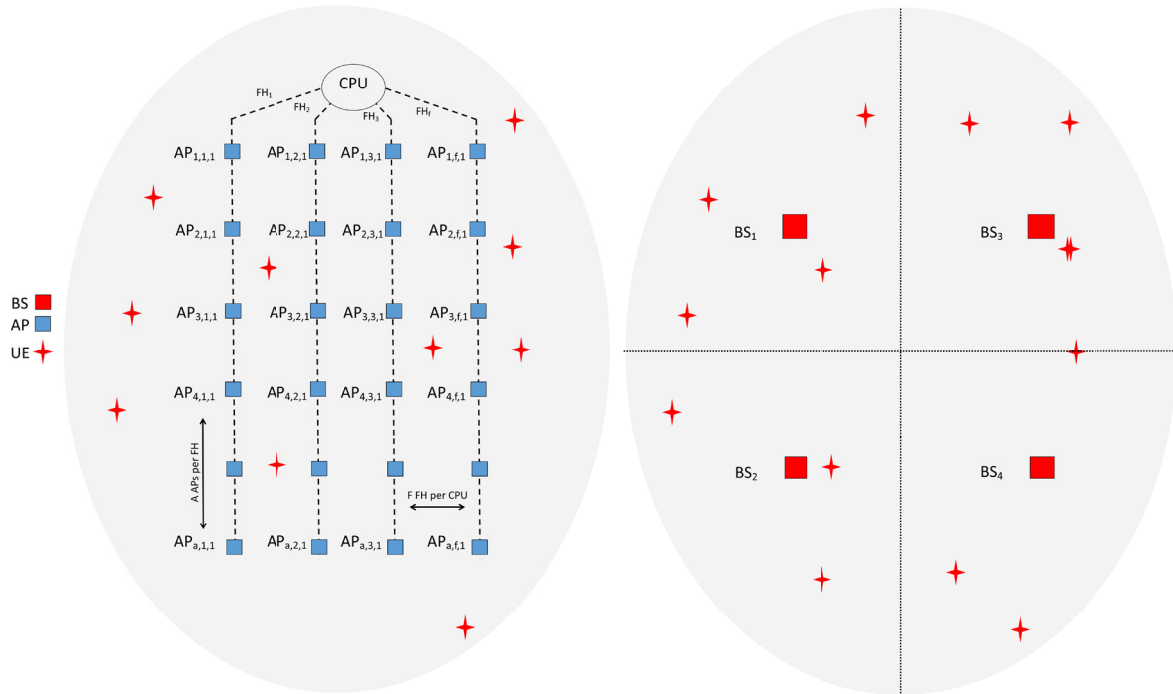 CPU
FH1
FH2
FH3
FHf
AP1,1,1 AP1,2,1 AP1,3,1 AP1,f,1
AP2,1,1 AP2,2,1 AP2,3,1 AP2,f,1
AP3,1,1 AP3,2,1 AP3,3,1 AP3,f,1
AP4,1,1 AP4,2,1 AP4,3,1 AP4,f,1
A APs per FH
F FH per CPU
APa,1,1 APa,2,1 APa,3,1 APa,f,1
BS
AP
UE
BS1
BS3
BS2
BS4